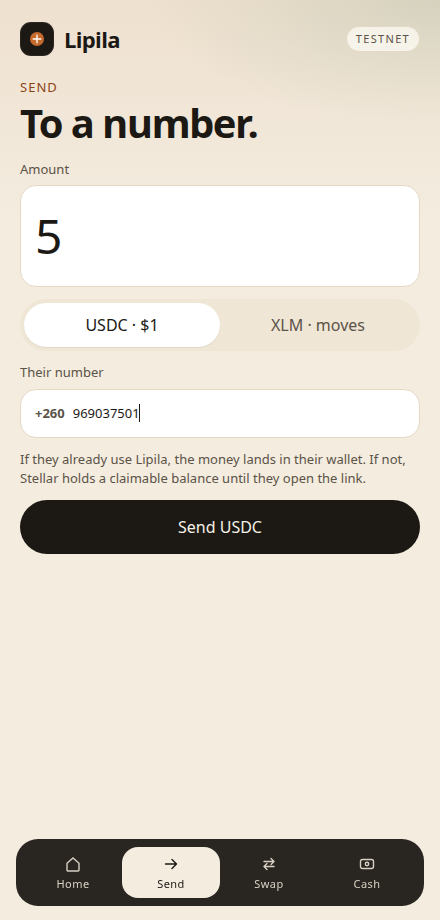 Lipila
TESTNET
SEND
To a number.
Amount
5
USDC · $1
XLM · moves
Their number
+260 969037501
If they already use Lipila, the money lands in their wallet. If not,
Stellar holds a claimable balance until they open the link.
Send USDC
Home
Send
Swap
Cash